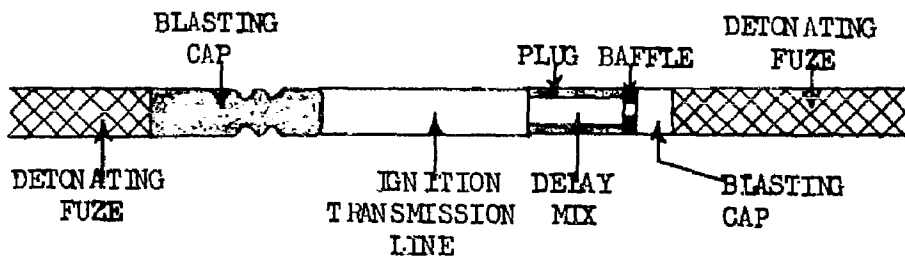 BLASTING
CAP
PLUG BAFFLE
DETONATING
FUZE
DETONATING
FUZE
IGNITION
TRANSMISSION
LINE
DELAY
MIX
BLASTING
CAP